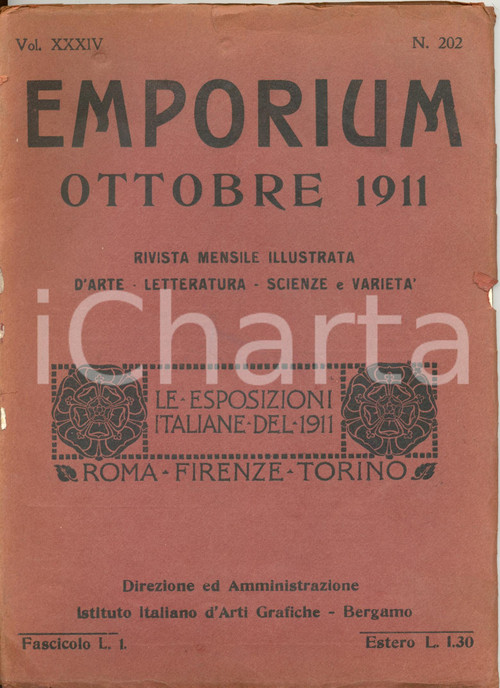 Vol. XXXIV N. 202
EMPORIUM
OTTOBRE 1911
RIVISTA MENSILE ILLUSTRATA
D'ARTE - LETTERATURA - SCIENZE e VARIETA'
iCharta
LE·ESPOSIZIONI
ITALIANE·DEL·1911
ROMA·FIRENZE·TORINO
Direzione ed Amministrazione
Istituto Italiano d'Arti Grafiche - Bergamo
Fascicolo L. 1. Estero L. 1.30